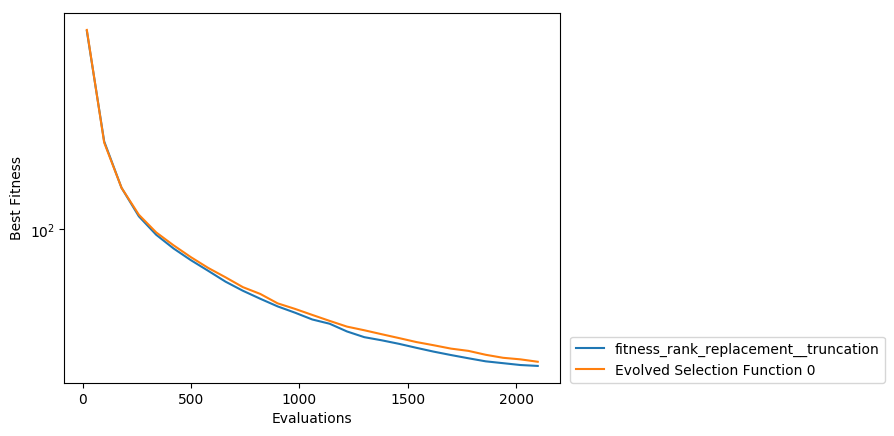 Best Fitness
10²
0
500
1000
1500
2000
Evaluations
fitness_rank_replacement__truncation
Evolved Selection Function 0